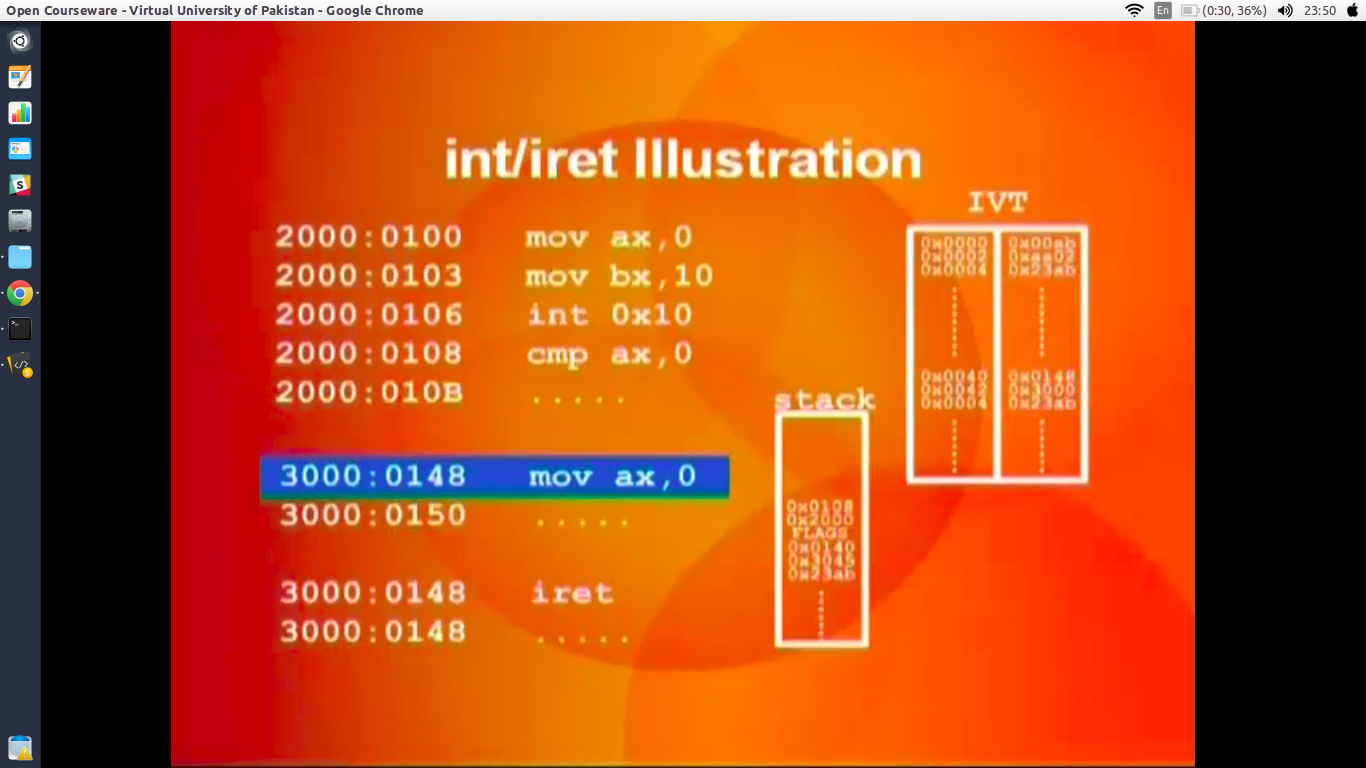 Open Courseware - Virtual University of Pakistan - Google Chrome En (0:30, 36%) 23:50
int/iret Illustration
2000:0100 mov ax,0
2000:0103 mov bx,10
2000:0106 int 0x10
2000:0108 cmp ax,0
2000:010B .....
3000:0148 mov ax,0
3000:0150 .....
3000:0148 iret
3000:0148 .....
stack
0x0108
0x2000
FLAGS
0x0140
0x3045
0x23ab
IVT
0x0000 0x00ab
0x0002 0xaa02
0x0004 0x23ab
0x0040 0x0148
0x0042 0x3000
0x0004 0x23ab